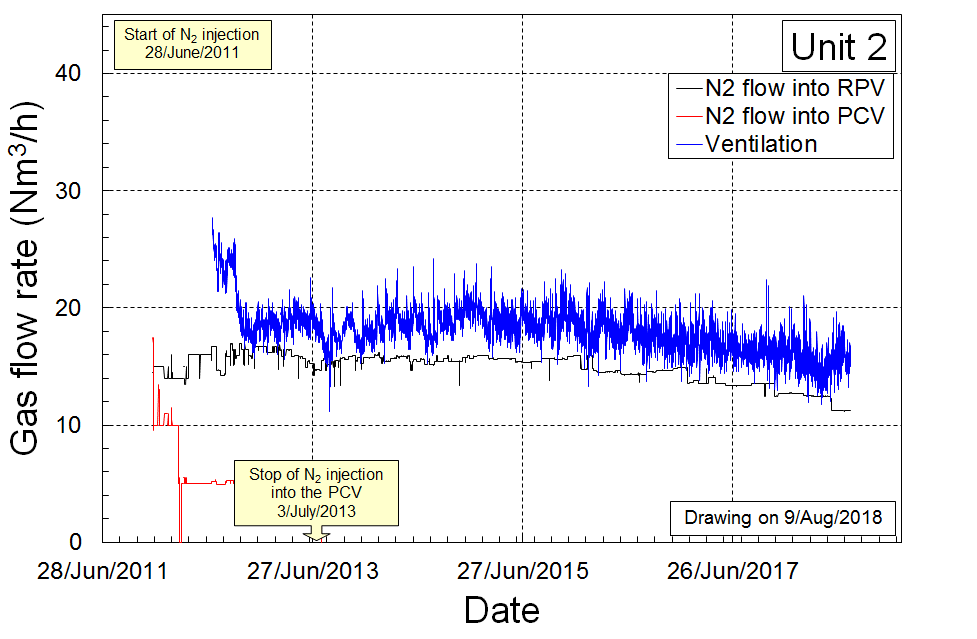 Start of N2 injection
28/June/2011
Unit 2
N2 flow into RPV
N2 flow into PCV
Ventilation
Gas flow rate (Nm3/h)
40
30
20
10
0
Stop of N2 injection
into the PCV
3/July/2013
Drawing on 9/Aug/2018
28/Jun/2011 27/Jun/2013 27/Jun/2015 26/Jun/2017
Date